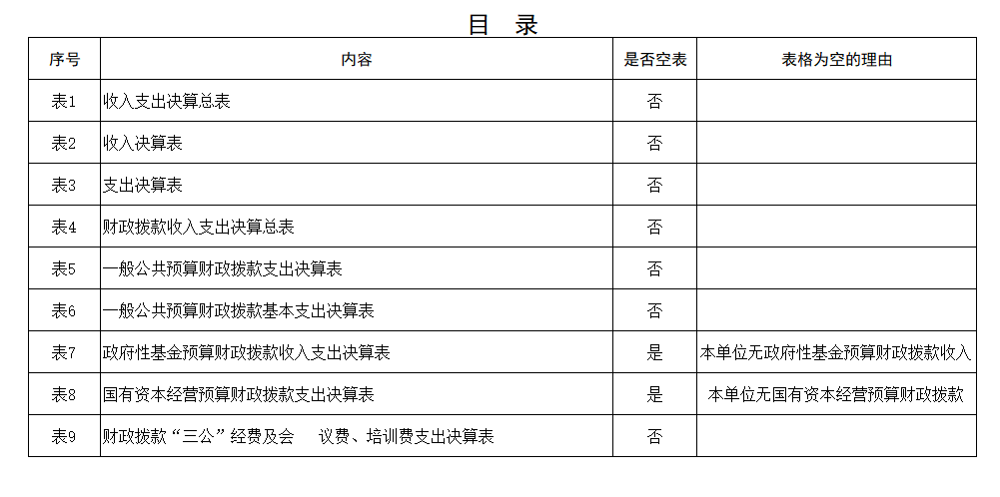 目 录
序号 内容 是否空表 表格为空的理由
表1 收入支出决算总表 否
表2 收入决算表 否
表3 支出决算表 否
表4 财政拨款收入支出决算总表 否
表5 一般公共预算财政拨款支出决算表 否
表6 一般公共预算财政拨款基本支出决算表 否
表7 政府性基金预算财政拨款收入支出决算表 是 本单位无政府性基金预算财政拨款收入
表8 国有资本经营预算财政拨款支出决算表 是 本单位无国有资本经营预算财政拨款
表9 财政拨款“三公”经费及会 议费、培训费支出决算表 否